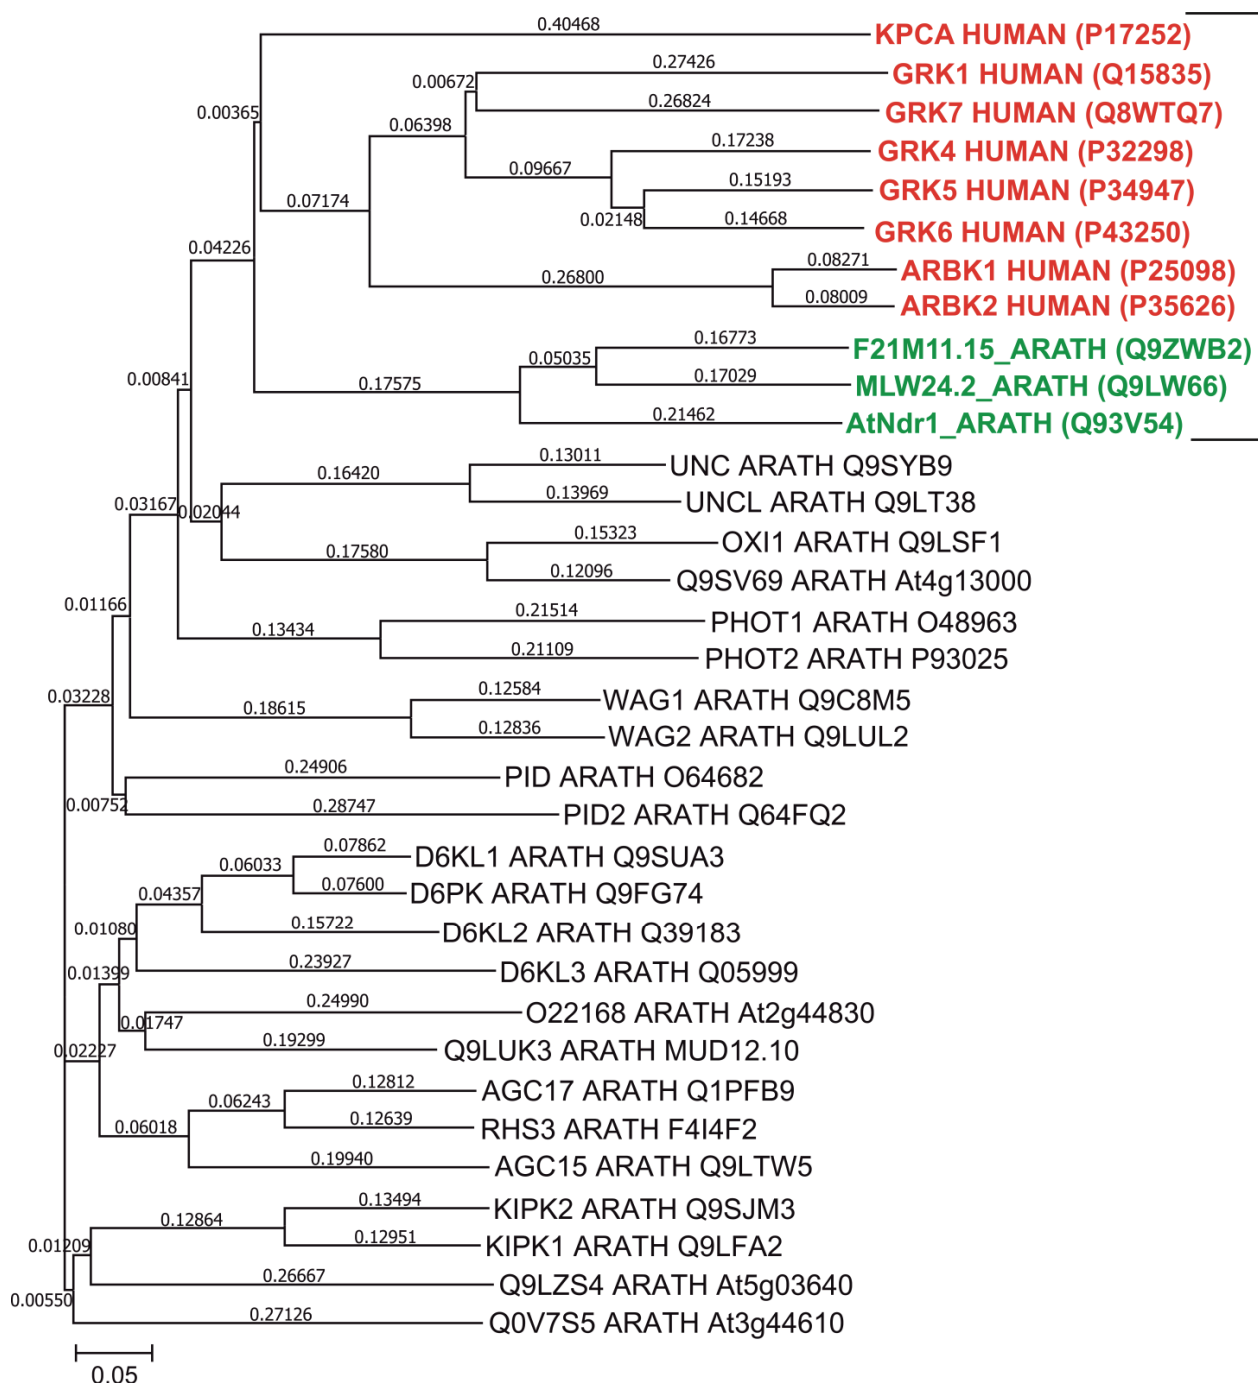 0.40468
KPCA HUMAN (P17252)
0.27426
GRK1 HUMAN (Q15835)
0.00672
0.26824
GRK7 HUMAN (Q8WTQ7)
0.00365
0.06398
0.17238
GRK4 HUMAN (P32298)
0.09667
0.15193
GRK5 HUMAN (P34947)
0.07174
0.02148
0.14668
GRK6 HUMAN (P43250)
0.04226
0.08271
ARBK1 HUMAN (P25098)
0.26800
0.08009
ARBK2 HUMAN (P35626)
0.16773
F21M11.15_ARATH (Q9ZWB2)
0.05035
0.00841
0.17575
0.17029
MLW24.2_ARATH (Q9LW66)
0.21462
AtNdr1_ARATH (Q93V54)
0.13011
UNC ARATH Q9SYB9
0.16420
0.13969
UNCL ARATH Q9LT38
0.03167
0.02044
0.15323
OXI1 ARATH Q9LSF1
0.17580
0.12096
Q9SV69 ARATH At4g13000
0.01166
0.21514
PHOT1 ARATH O48963
0.13434
0.21109
PHOT2 ARATH P93025
0.03228
0.12584
WAG1 ARATH Q9C8M5
0.18615
0.12836
WAG2 ARATH Q9LUL2
0.24906
PID ARATH O64682
0.00752
0.28747
PID2 ARATH Q64FQ2
0.07862
D6KL1 ARATH Q9SUA3
0.06033
0.07600
D6PK ARATH Q9FG74
0.04357
0.15722
D6KL2 ARATH Q39183
0.01080
0.23927
D6KL3 ARATH Q05999
0.01399
0.24990
O22168 ARATH At2g44830
0.01747
0.19299
Q9LUK3 ARATH MUD12.10
0.02227
0.12812
AGC17 ARATH Q1PFB9
0.06243
0.12639
RHS3 ARATH F4I4F2
0.06018
0.19940
AGC15 ARATH Q9LTW5
0.13494
KIPK2 ARATH Q9SJM3
0.12864
0.12951
KIPK1 ARATH Q9LFA2
0.01209
0.26667
Q9LZS4 ARATH At5g03640
0.00550
0.27126
Q0V7S5 ARATH At3g44610
0.05